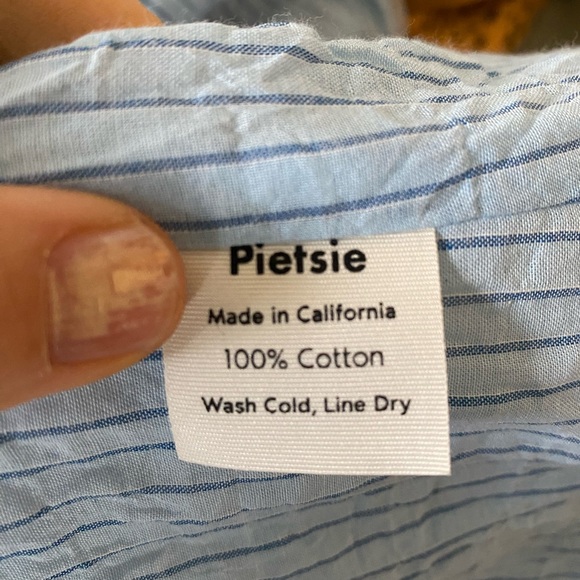 Pietsie
Made in California
100% Cotton
Wash Cold, Line Dry